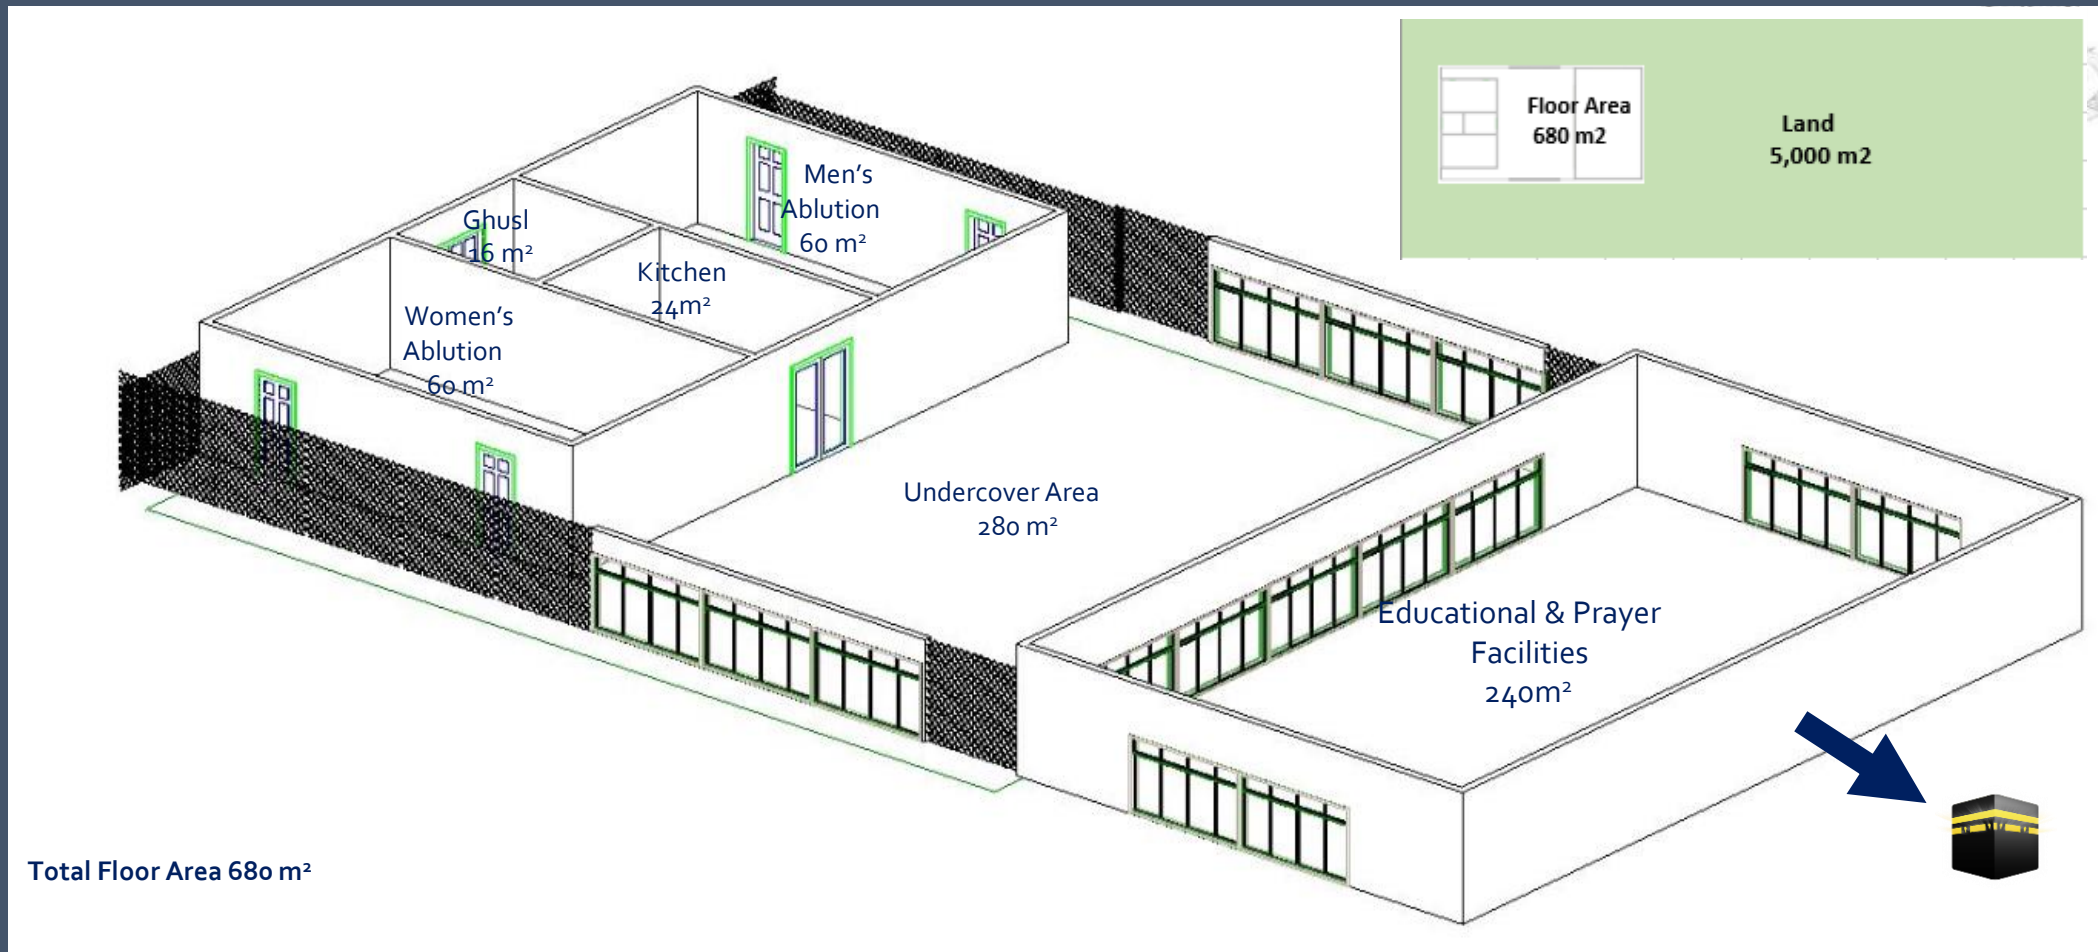 Men's
Ablution
60 m²
Ghusl
16 m²
Kitchen
24m²
Women's
Ablution
60 m²
Undercover Area
280 m²
Educational & Prayer
Facilities
240m²
Floor Area
680 m2
Land
5,000 m2
Total Floor Area 680 m²